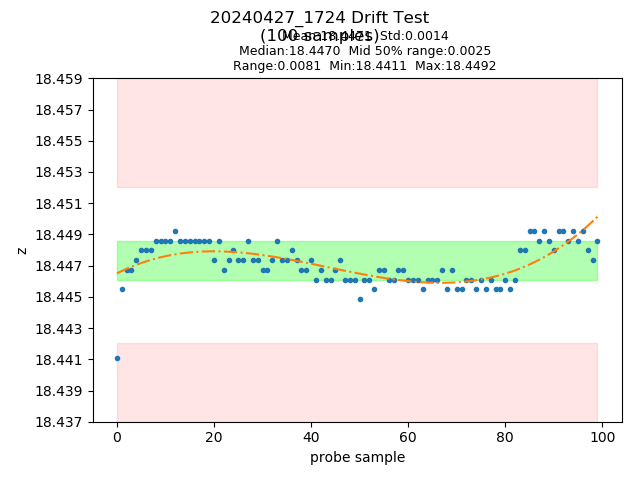 20240427_1724 Drift Test
(100 samples)
Std:0.0014
Median:18.4470 Mid 50% range:0.0025
Range:0.0081 Min:18.4411 Max:18.4492
18.459
18.457
18.455
18.453
18.451
18.449
18.447
18.445
18.443
18.441
18.439
18.437
z
0
20
40
60
80
100
probe sample